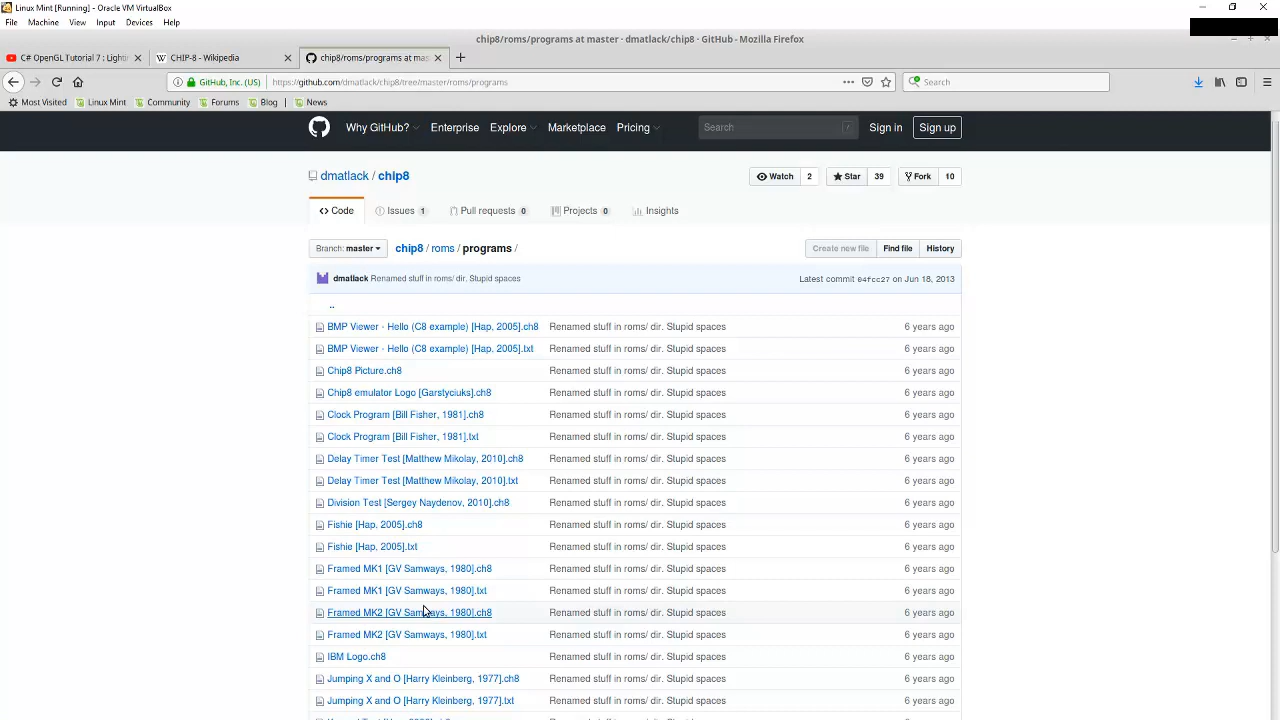 Linux Mint [Running] - Oracle VM VirtualBox
File Machine View Input Devices Help
chip8/roms/programs at master · dmatlack/chip8 · GitHub - Mozilla Firefox
C# OpenGL Tutorial 7 : Light CHIP-8 - Wikipedia chip8/roms/programs at mas
GitHub, Inc. (US) https://github.com/dmatlack/chip8/tree/master/roms/programs Search
Most Visited Linux Mint Community Forums Blog News
Why GitHub? Enterprise Explore Marketplace Pricing Search / Sign in Sign up
dmatlack / chip8 Watch 2 Star 39 Fork 10
Code Issues 1 Pull requests 0 Projects 0 Insights
Branch: master chip8 / roms / programs / Create new file Find file History
dmatlack Renamed stuff in roms/ dir. Stupid spaces Latest commit 04fcc27 on Jun 18, 2013
..
BMP Viewer - Hello (C8 example) [Hap, 2005].ch8 Renamed stuff in roms/ dir. Stupid spaces 6 years ago
BMP Viewer - Hello (C8 example) [Hap, 2005].txt Renamed stuff in roms/ dir. Stupid spaces 6 years ago
Chip8 Picture.ch8 Renamed stuff in roms/ dir. Stupid spaces 6 years ago
Chip8 emulator Logo [Garstyciuks].ch8 Renamed stuff in roms/ dir. Stupid spaces 6 years ago
Clock Program [Bill Fisher, 1981].ch8 Renamed stuff in roms/ dir. Stupid spaces 6 years ago
Clock Program [Bill Fisher, 1981].txt Renamed stuff in roms/ dir. Stupid spaces 6 years ago
Delay Timer Test [Matthew Mikolay, 2010].ch8 Renamed stuff in roms/ dir. Stupid spaces 6 years ago
Delay Timer Test [Matthew Mikolay, 2010].txt Renamed stuff in roms/ dir. Stupid spaces 6 years ago
Division Test [Sergey Naydenov, 2010].ch8 Renamed stuff in roms/ dir. Stupid spaces 6 years ago
Fishie [Hap, 2005].ch8 Renamed stuff in roms/ dir. Stupid spaces 6 years ago
Fishie [Hap, 2005].txt Renamed stuff in roms/ dir. Stupid spaces 6 years ago
Framed MK1 [GV Samways, 1980].ch8 Renamed stuff in roms/ dir. Stupid spaces 6 years ago
Framed MK1 [GV Samways, 1980].txt Renamed stuff in roms/ dir. Stupid spaces 6 years ago
Framed MK2 [GV Samways, 1980].ch8 Renamed stuff in roms/ dir. Stupid spaces 6 years ago
Framed MK2 [GV Samways, 1980].txt Renamed stuff in roms/ dir. Stupid spaces 6 years ago
IBM Logo.ch8 Renamed stuff in roms/ dir. Stupid spaces 6 years ago
Jumping X and O [Harry Kleinberg, 1977].ch8 Renamed stuff in roms/ dir. Stupid spaces 6 years ago
Jumping X and O [Harry Kleinberg, 1977].txt Renamed stuff in roms/ dir. Stupid spaces 6 years ago